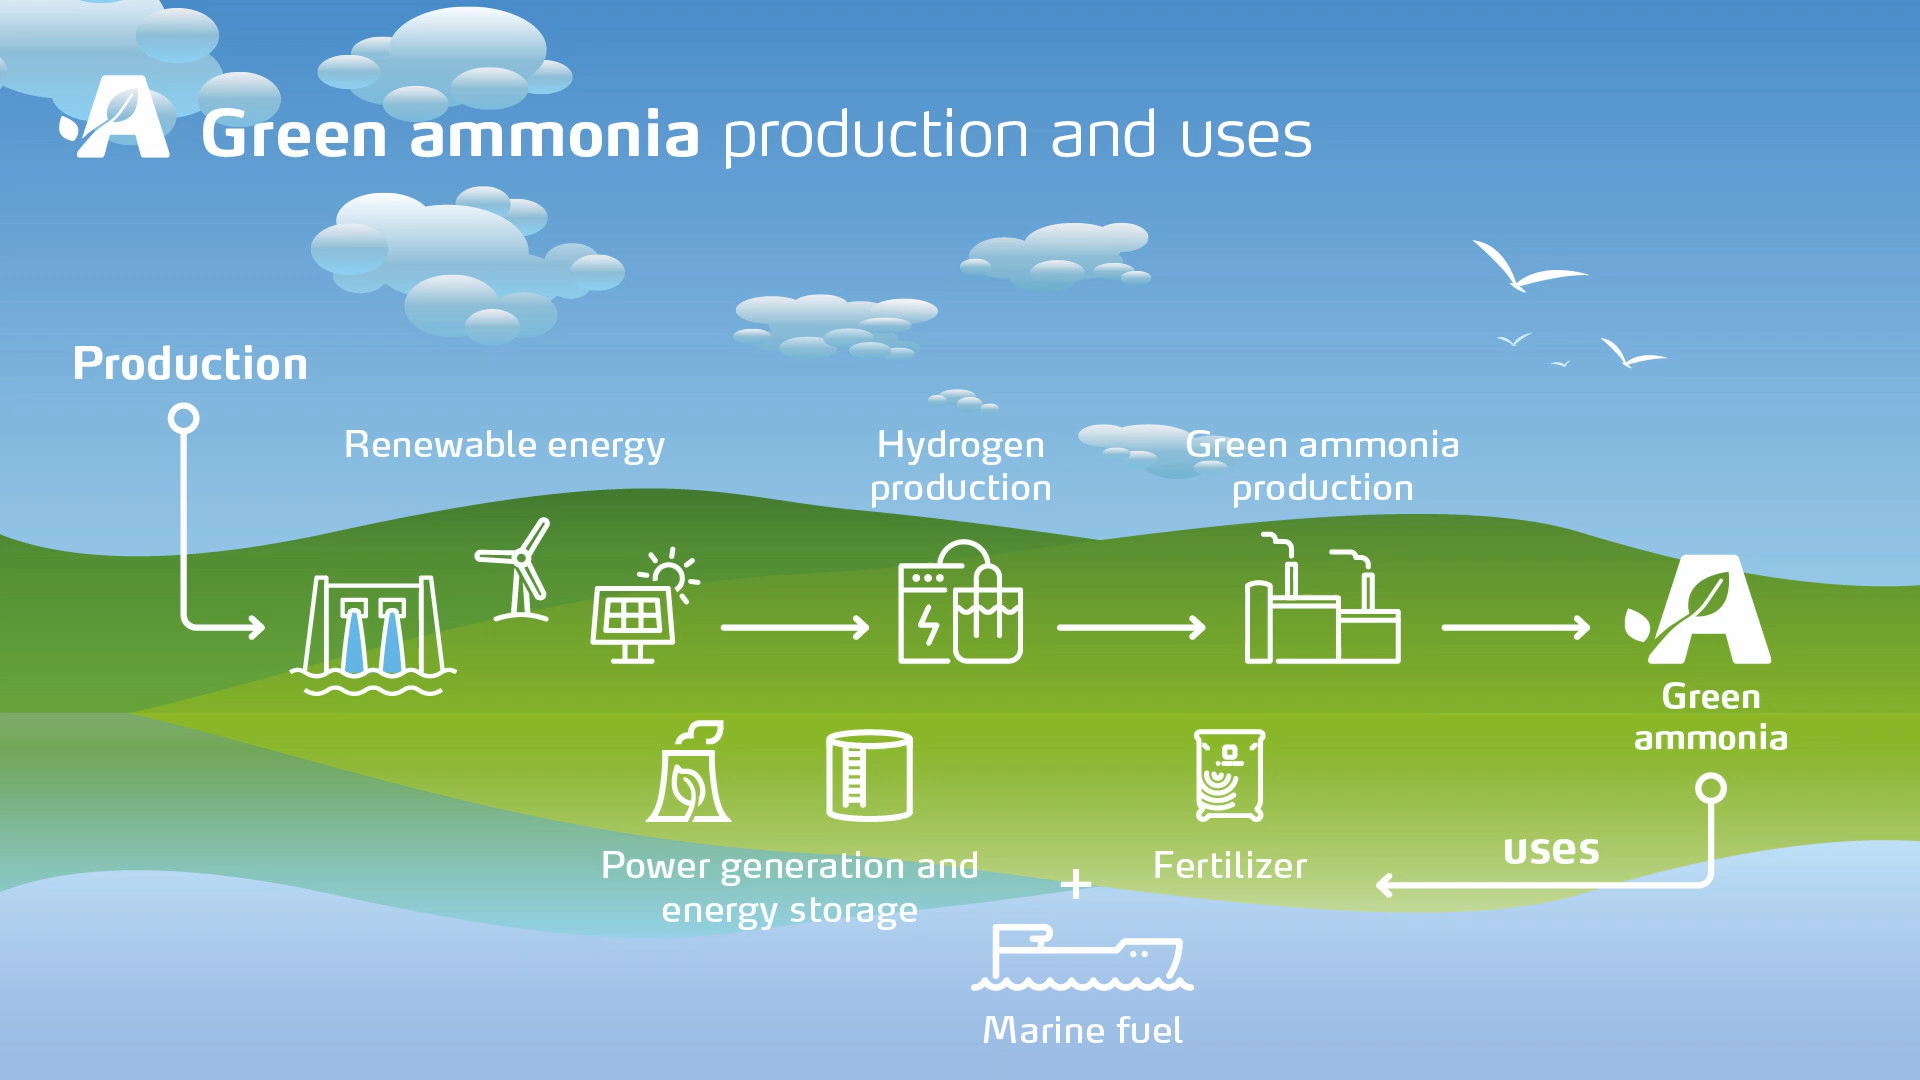 Green ammonia production and uses
Production
Renewable energy
Hydrogen
production
Green ammonia
production
Green
ammonia
uses
Power generation and
energy storage
+
Fertilizer
Marine fuel